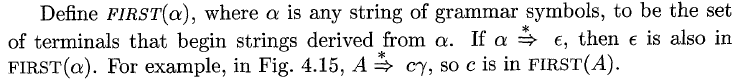 Define FIRST(α), where α is any string of grammar symbols, to be the set
of terminals that begin strings derived from α. If α ⇒* ϵ, then ϵ is also in
FIRST(α). For example, in Fig. 4.15, A ⇒* cγ, so c is in FIRST(A).